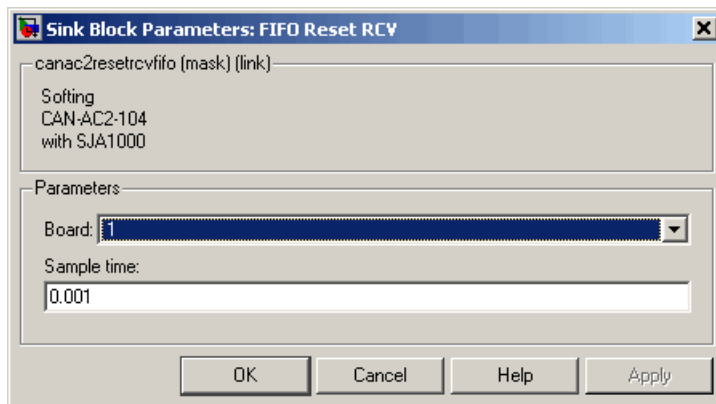 Sink Block Parameters: FIFO Reset RCV
canac2resetrcvfifo (mask) (link)
Softing
CAN-AC2-104
with SJA1000
Parameters
Board: 1
Sample time:
0.001
OK Cancel Help Apply